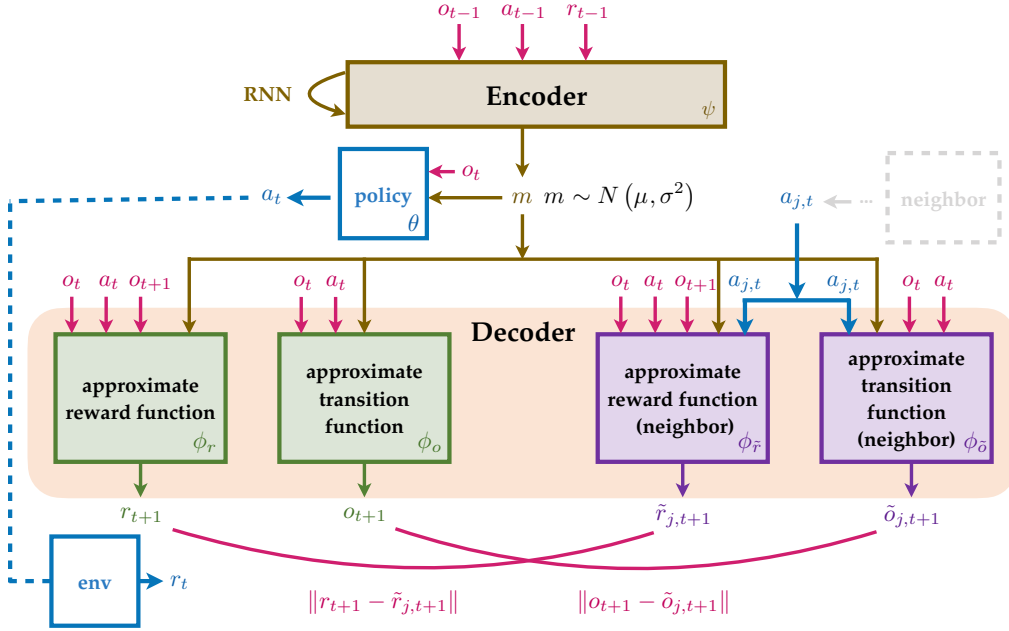 o_{t-1} a_{t-1} r_{t-1}
RNN
Encoder
ψ
o_t
a_t
policy
θ
m m ∼ N (μ, σ²)
a_{j,t}
...
neighbor
o_t a_t o_{t+1}
o_t a_t
o_t a_t o_{t+1} a_{j,t}
a_{j,t} o_t a_t
Decoder
approximate
reward function
ϕ_r
approximate
transition
function
ϕ_o
approximate
reward function
(neighbor)
ϕ_{r̃}
approximate
transition
function
(neighbor)
ϕ_{õ}
r_{t+1}
o_{t+1}
r̃_{j,t+1}
õ_{j,t+1}
env
r_t
∥r_{t+1} − r̃_{j,t+1}∥
∥o_{t+1} − õ_{j,t+1}∥